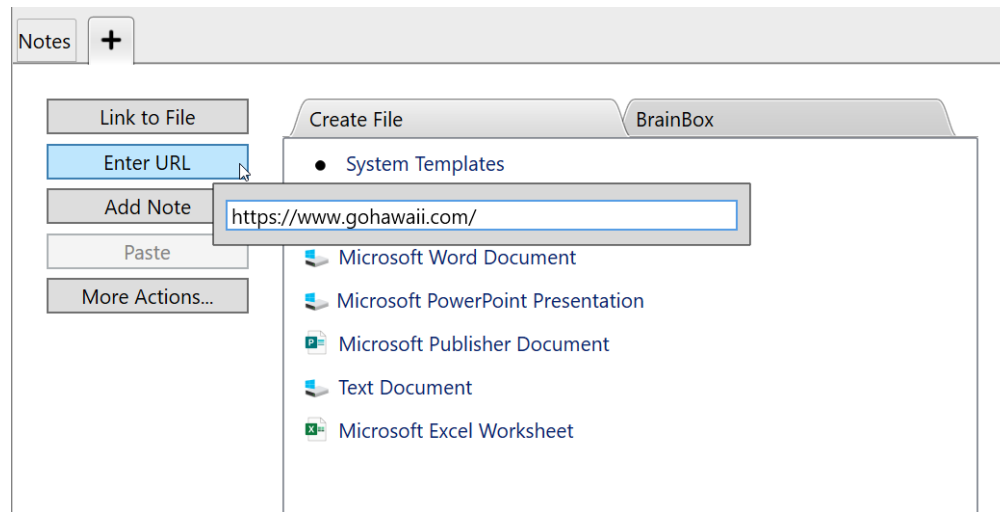 Notes
+
Link to File
Enter URL
Add Note
Paste
More Actions...
Create File
BrainBox
System Templates
https://www.gohawaii.com/
Microsoft Word Document
Microsoft PowerPoint Presentation
Microsoft Publisher Document
Text Document
Microsoft Excel Worksheet